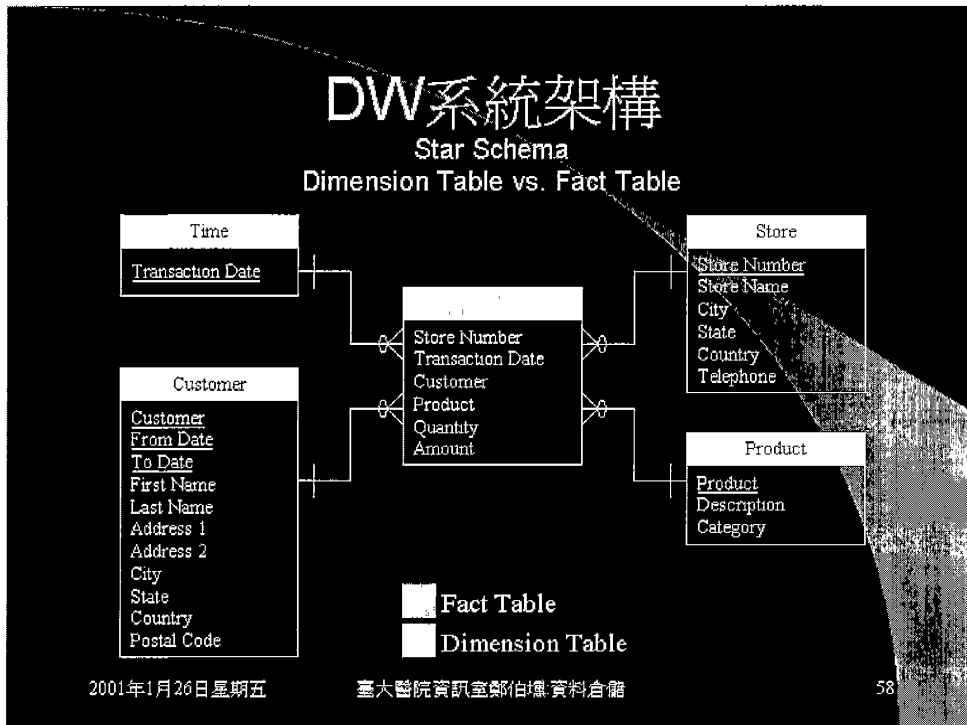 DW系統架構
Star Schema
Dimension Table vs. Fact Table
Time
Transaction Date
Customer
Customer
From Date
To Date
First Name
Last Name
Address 1
Address 2
City
State
Country
Postal Code
Store Number
Transaction Date
Customer
Product
Quantity
Amount
Store
Store Number
Store Name
City
State
Country
Telephone
Product
Product
Description
Category
Fact Table
Dimension Table
2001年1月26日星期五
臺大醫院資訊室鄭伯壎:資料倉儲
58